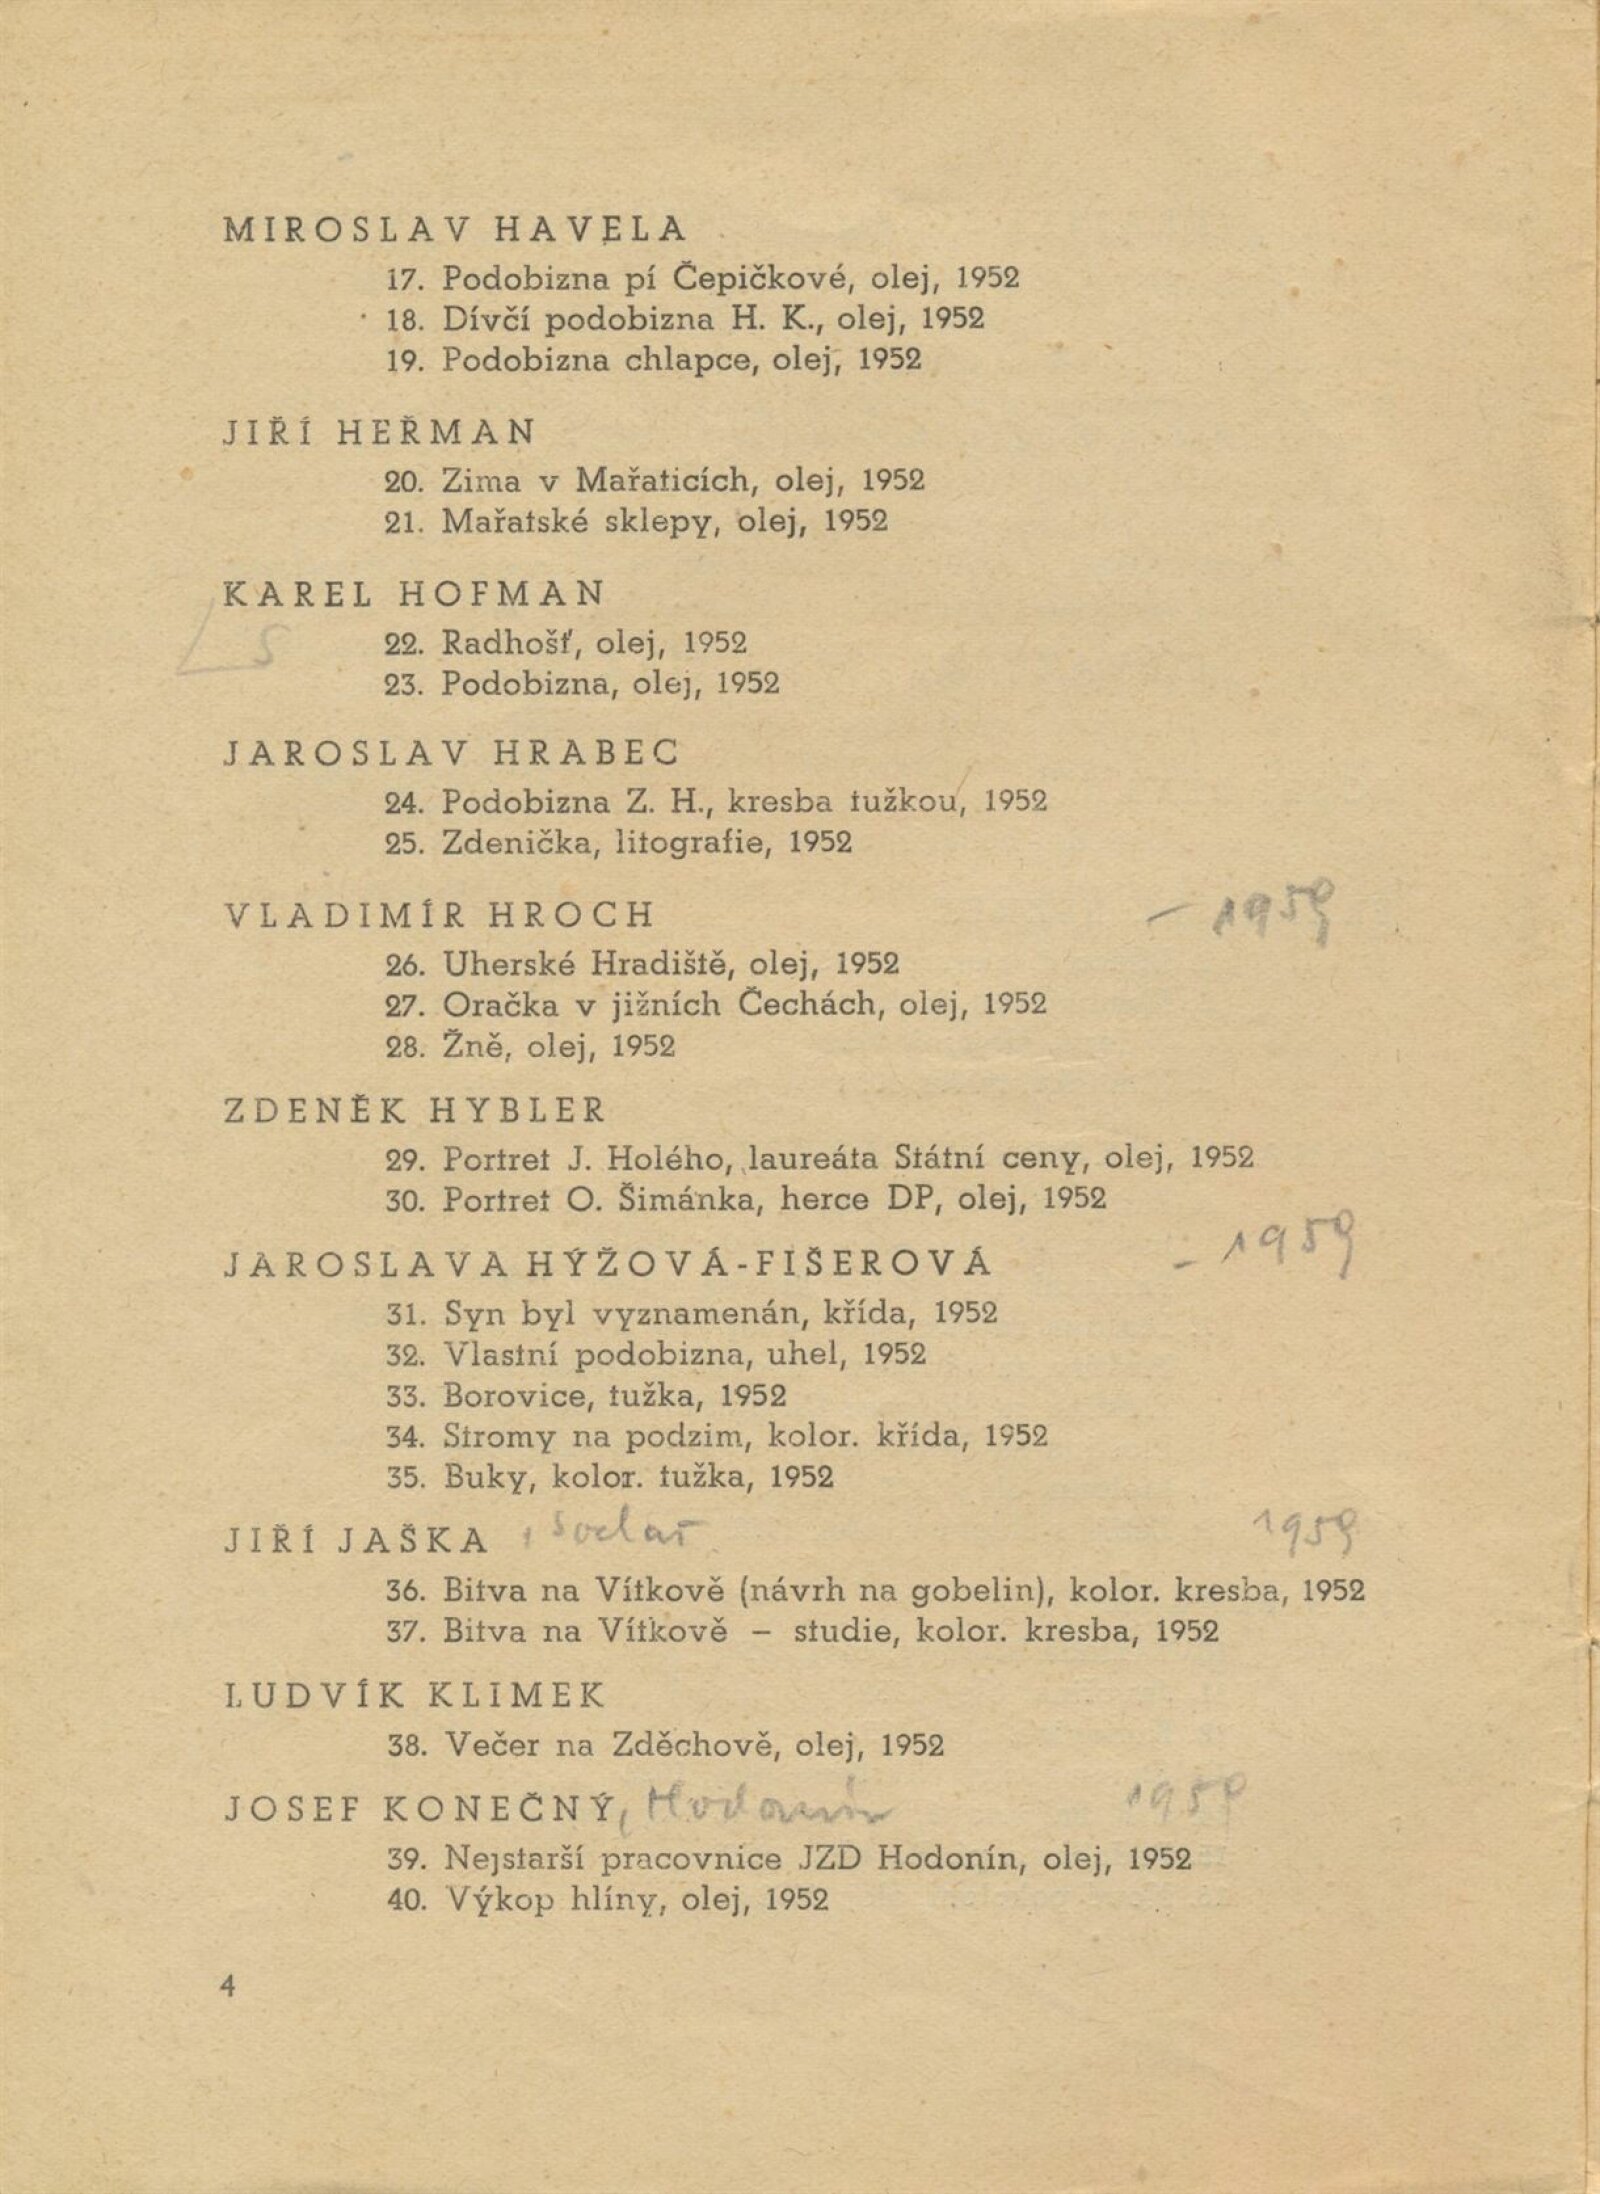 MIROSLAV HAVELA
17. Podobizna pí Čepičkové, olej, 1952
18. Dívčí podobizna H. K., olej, 1952
19. Podobizna chlapce, olej, 1952
JIŘÍ HEŘMAN
20. Zima v Mařaticích, olej, 1952
21. Mařatské sklepy, olej, 1952
KAREL HOFMAN
22. Radhošť, olej, 1952
23. Podobizna, olej, 1952
JAROSLAV HRABEC
24. Podobizna Z. H., kresba tužkou, 1952
25. Zdenička, litografie, 1952
VLADIMÍR HROCH – 1959
26. Uherské Hradiště, olej, 1952
27. Oračka v jižních Čechách, olej, 1952
28. Žně, olej, 1952
ZDENĚK HYBLER
29. Portret J. Holého, laureáta Státní ceny, olej, 1952
30. Portret O. Šimánka, herce DP, olej, 1952
JAROSLAVA HÝŽOVÁ-FIŠEROVÁ – 1959
31. Syn byl vyznamenán, křída, 1952
32. Vlastní podobizna, uhel, 1952
33. Borovice, tužka, 1952
34. Stromy na podzim, kolor. křída, 1952
35. Buky, kolor. tužka, 1952
JIŘÍ JAŠKA 1959
36. Bitva na Vítkově (návrh na gobelin), kolor. kresba, 1952
37. Bitva na Vítkově – studie, kolor. kresba, 1952
LUDVÍK KLIMEK
38. Večer na Zděchově, olej, 1952
JOSEF KONEČNÝ, Hodonín 1959
39. Nejstarší pracovnice JZD Hodonín, olej, 1952
40. Výkop hlíny, olej, 1952
4